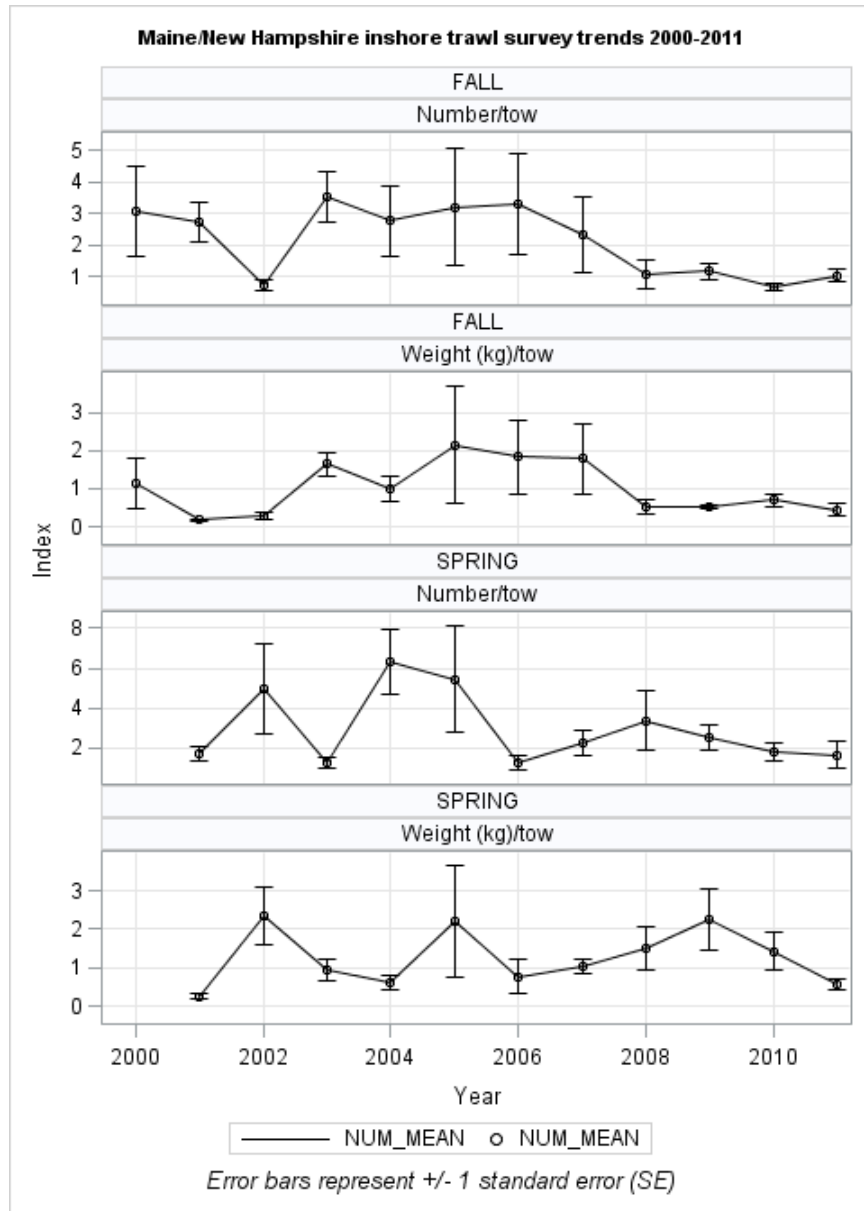 Maine/New Hampshire inshore trawl survey trends 2000-2011
FALL
Number/tow
5
4
3
2
1
FALL
Weight (kg)/tow
3
2
1
0
Index
SPRING
Number/tow
8
6
4
2
SPRING
Weight (kg)/tow
3
2
1
0
2000 2002 2004 2006 2008 2010
Year
NUM_MEAN NUM_MEAN
Error bars represent +/- 1 standard error (SE)